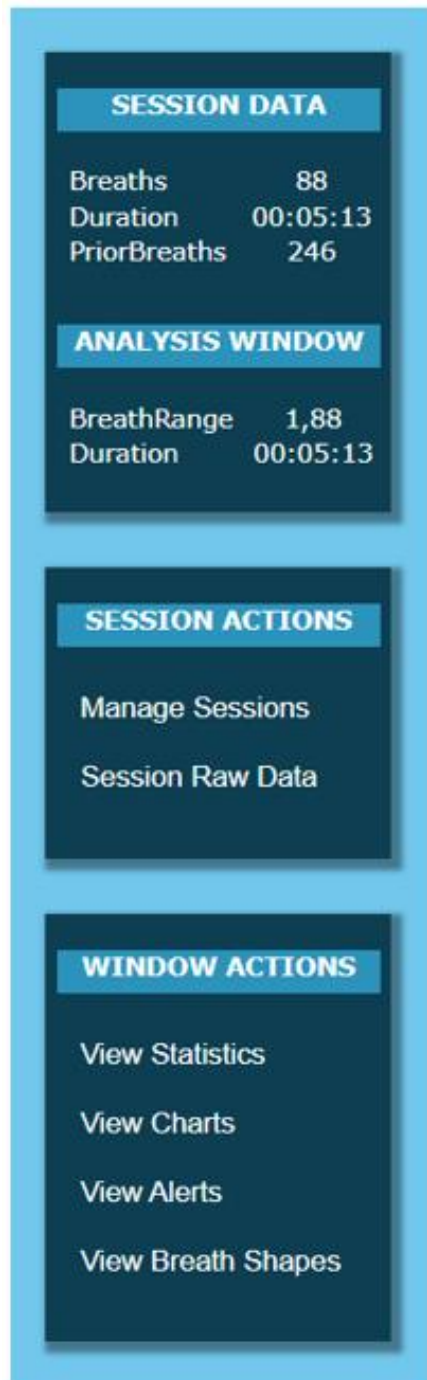 SESSION DATA
Breaths 88
Duration 00:05:13
PriorBreaths 246
ANALYSIS WINDOW
BreathRange 1,88
Duration 00:05:13
SESSION ACTIONS
Manage Sessions
Session Raw Data
WINDOW ACTIONS
View Statistics
View Charts
View Alerts
View Breath Shapes